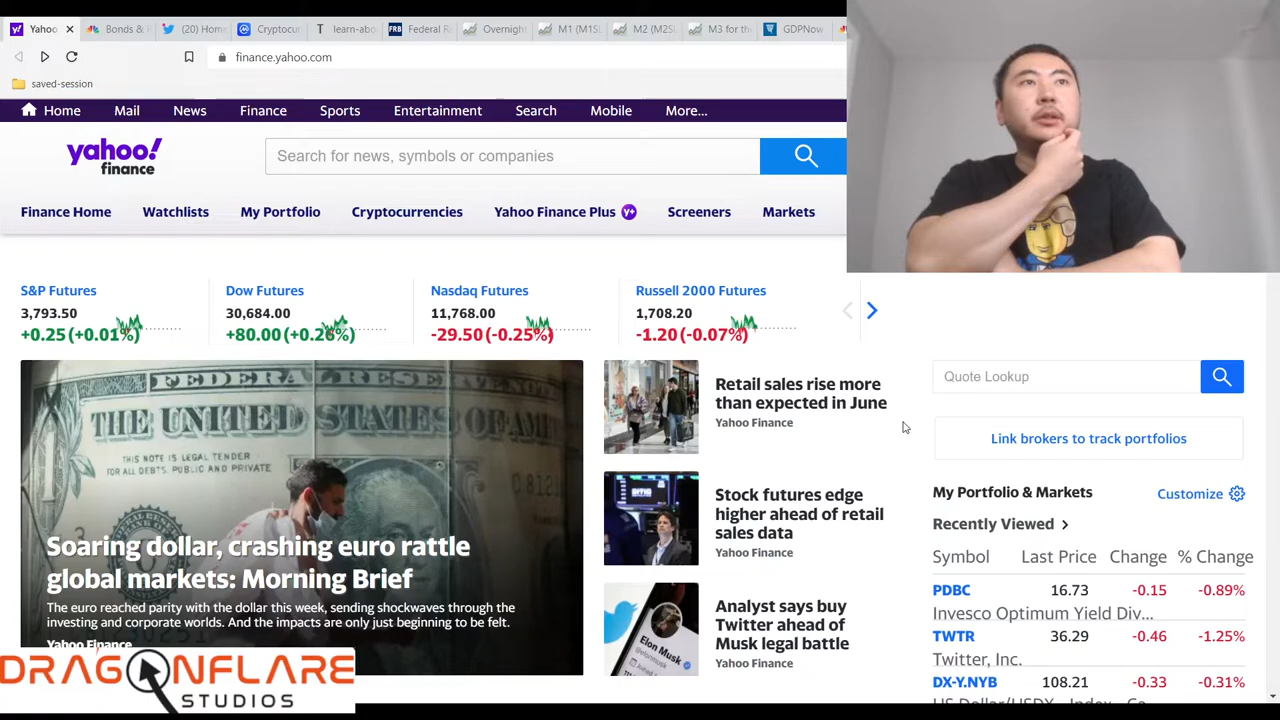 Yahoo
Bonds &
(20) Hom
Cryptocur
learn-abo
FRB
Federal R
Overnigh
M1 (M1SL
M2 (M2SL
M3 for th
GDPNow
finance.yahoo.com
saved-session
Home
Mail
News
Finance
Sports
Entertainment
Search
Mobile
More...
yahoo!
finance
Search for news, symbols or companies
Finance Home
Watchlists
My Portfolio
Cryptocurrencies
Yahoo Finance Plus
Screeners
Markets
S&P Futures
3,793.50
+0.25 (+0.01%)
Dow Futures
30,684.00
+80.00 (+0.26%)
Nasdaq Futures
11,768.00
-29.50 (-0.25%)
Russell 2000 Futures
1,708.20
-1.20 (-0.07%)
FEDERAL RESERVE
THE UNITED STATES OF AME
THIS NOTE IS LEGAL TENDER
FOR ALL DEBTS, PUBLIC AND PRIVATE
Soaring dollar, crashing euro rattle
global markets: Morning Brief
The euro reached parity with the dollar this week, sending shockwaves through the
investing and corporate worlds. And the impacts are only just beginning to be felt.
Yahoo Finance
Retail sales rise more
than expected in June
Yahoo Finance
Stock futures edge
higher ahead of retail
sales data
Yahoo Finance
Elon Musk
Analyst says buy
Twitter ahead of
Musk legal battle
Yahoo Finance
Quote Lookup
Link brokers to track portfolios
My Portfolio & Markets
Customize
Recently Viewed
Symbol Last Price Change % Change
PDBC 16.73 -0.15 -0.89%
Invesco Optimum Yield Div...
TWTR 36.29 -0.46 -1.25%
Twitter, Inc.
DX-Y.NYB 108.21 -0.33 -0.31%
DRAGONFLARE
STUDIOS